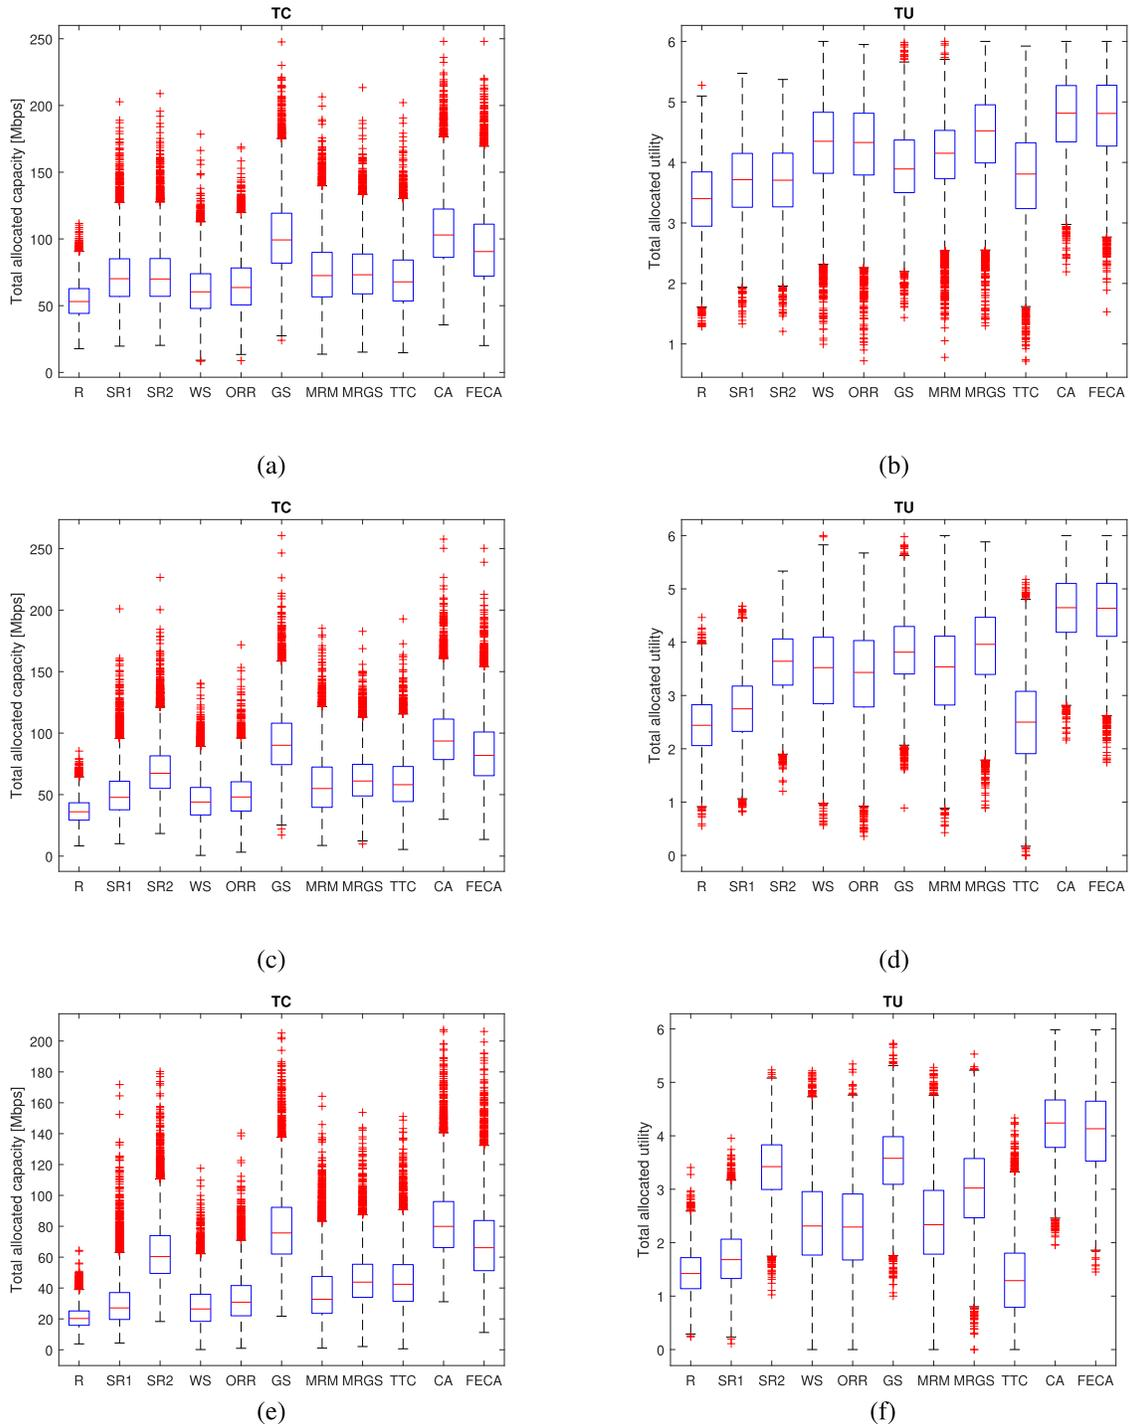 TC
Total allocated capacity [Mbps]
250
200
150
100
50
0
R SR1 SR2 WS ORR GS MRM MRGS TTC CA FECA
(a)
TU
Total allocated utility
6
5
4
3
2
1
R SR1 SR2 WS ORR GS MRM MRGS TTC CA FECA
(b)
TC
Total allocated capacity [Mbps]
250
200
150
100
50
0
R SR1 SR2 WS ORR GS MRM MRGS TTC CA FECA
(c)
TU
Total allocated utility
6
5
4
3
2
1
0
R SR1 SR2 WS ORR GS MRM MRGS TTC CA FECA
(d)
TC
Total allocated capacity [Mbps]
200
180
160
140
120
100
80
60
40
20
0
R SR1 SR2 WS ORR GS MRM MRGS TTC CA FECA
(e)
TU
Total allocated utility
6
5
4
3
2
1
0
R SR1 SR2 WS ORR GS MRM MRGS TTC CA FECA
(f)